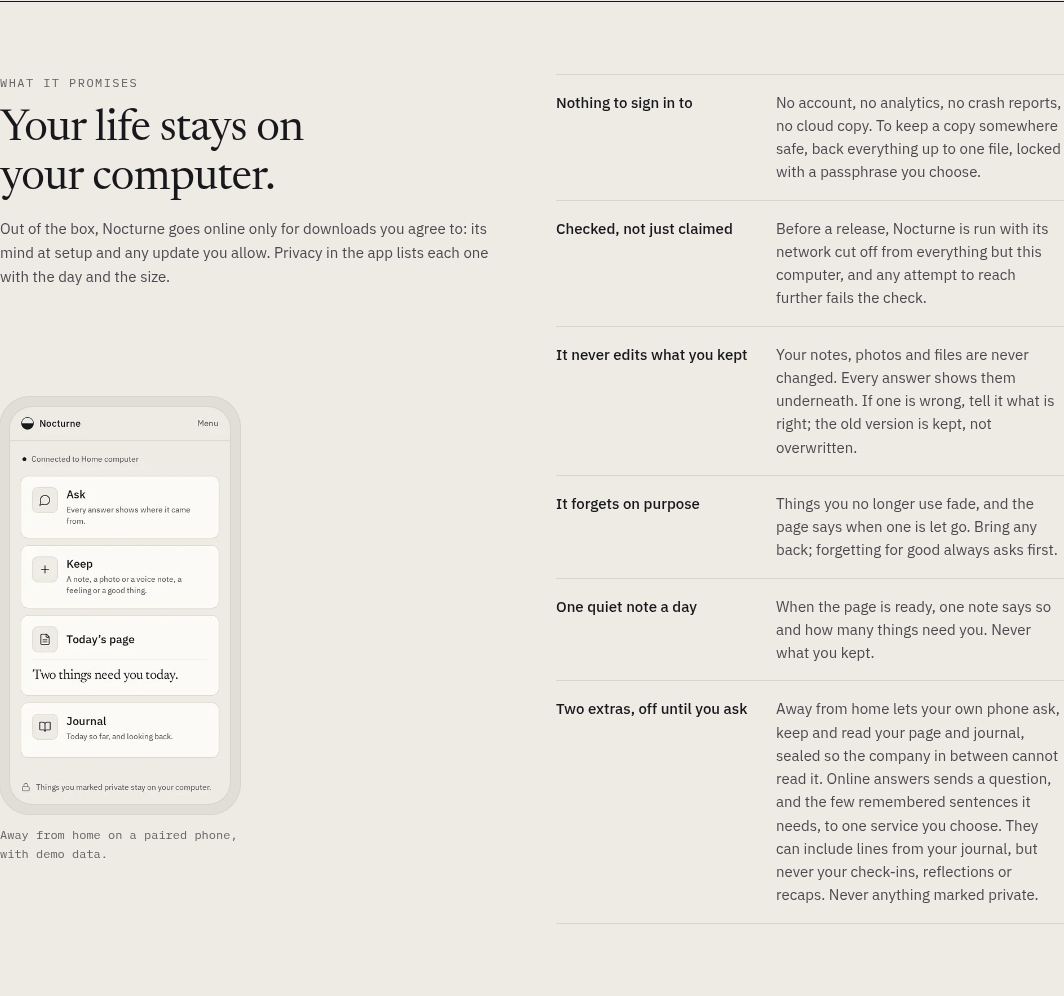 WHAT IT PROMISES
Your life stays on
your computer.
Out of the box, Nocturne goes online only for downloads you agree to: its
mind at setup and any update you allow. Privacy in the app lists each one
with the day and the size.
Nocturne
Menu
Connected to Home computer
Ask
Every answer shows where it came
from.
Keep
A note, a photo or a voice note, a
feeling or a good thing.
Today's page
Two things need you today.
Journal
Today so far, and looking back.
Things you marked private stay on your computer.
Away from home on a paired phone,
with demo data.
Nothing to sign in to
No account, no analytics, no crash reports,
no cloud copy. To keep a copy somewhere
safe, back everything up to one file, locked
with a passphrase you choose.
Checked, not just claimed
Before a release, Nocturne is run with its
network cut off from everything but this
computer, and any attempt to reach
further fails the check.
It never edits what you kept
Your notes, photos and files are never
changed. Every answer shows them
underneath. If one is wrong, tell it what is
right; the old version is kept, not
overwritten.
It forgets on purpose
Things you no longer use fade, and the
page says when one is let go. Bring any
back; forgetting for good always asks first.
One quiet note a day
When the page is ready, one note says so
and how many things need you. Never
what you kept.
Two extras, off until you ask
Away from home lets your own phone ask,
keep and read your page and journal,
sealed so the company in between cannot
read it. Online answers sends a question,
and the few remembered sentences it
needs, to one service you choose. They
can include lines from your journal, but
never your check-ins, reflections or
recaps. Never anything marked private.